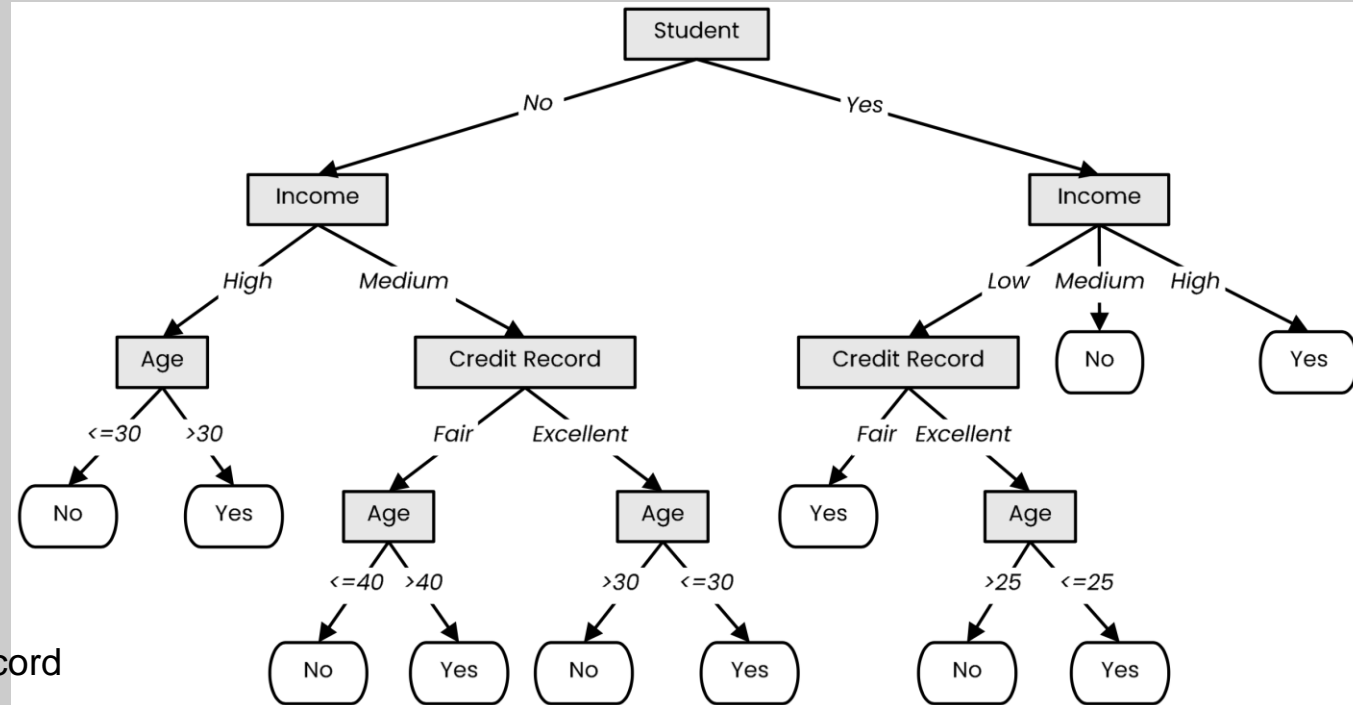 Student
No Yes
Income Income
High Medium Low Medium High
Age Credit Record Credit Record No Yes
<=30 >30 Fair Excellent Fair Excellent
No Yes Age Age Yes Age
<=40 >40 >30 <=30 >25 <=25
No Yes No Yes No Yes
cord